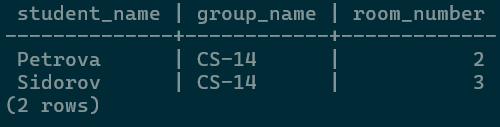 student_name | group_name | room_number
--------------+------------+-------------
 Petrova      | CS-14      |           2
 Sidorov      | CS-14      |           3
(2 rows)